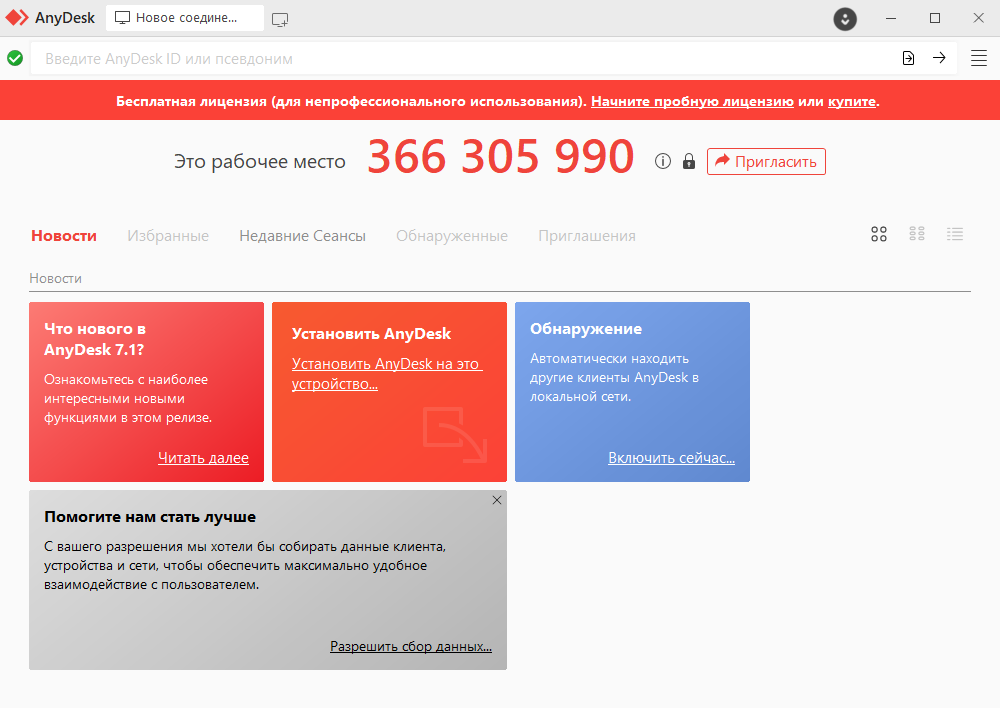 AnyDesk
Новое соедине...
Введите AnyDesk ID или псевдоним
Бесплатная лицензия (для непрофессионального использования). Начните пробную лицензию или купите.
Это рабочее место 366 305 990 Пригласить
Новости Избранные Недавние Сеансы Обнаруженные Приглашения
Новости
Что нового в
AnyDesk 7.1?
Ознакомьтесь с наиболее
интересными новыми
функциями в этом релизе.
Читать далее
Установить AnyDesk
Установить AnyDesk на это
устройство...
Обнаружение
Автоматически находить
другие клиенты AnyDesk в
локальной сети.
Включить сейчас...
Помогите нам стать лучше
С вашего разрешения мы хотели бы собирать данные клиента,
устройства и сети, чтобы обеспечить максимально удобное
взаимодействие с пользователем.
Разрешить сбор данных...